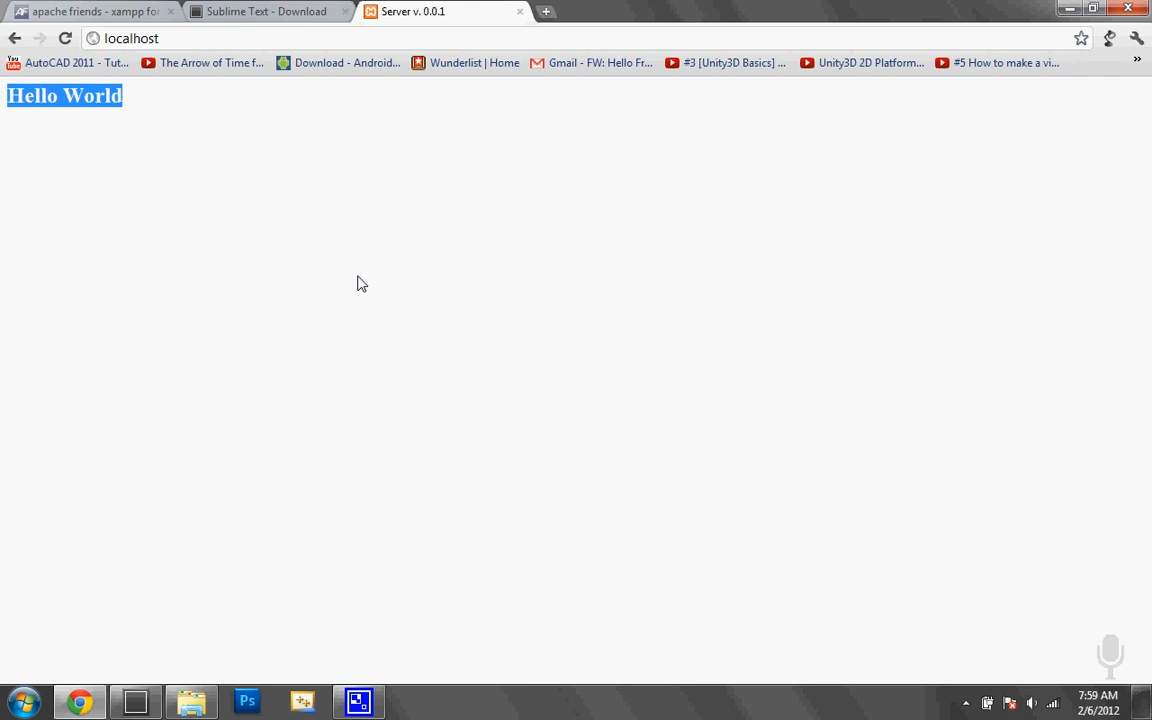 apache friends - xampp for
Sublime Text - Download
Server v. 0.0.1
localhost
AutoCAD 2011 - Tut...
The Arrow of Time f...
Download - Android...
Wunderlist | Home
Gmail - FW: Hello Fr...
#3 [Unity3D Basics] ...
Unity3D 2D Platform...
#5 How to make a vi...
»
Hello World
Ps
7:59 AM
2/6/2012